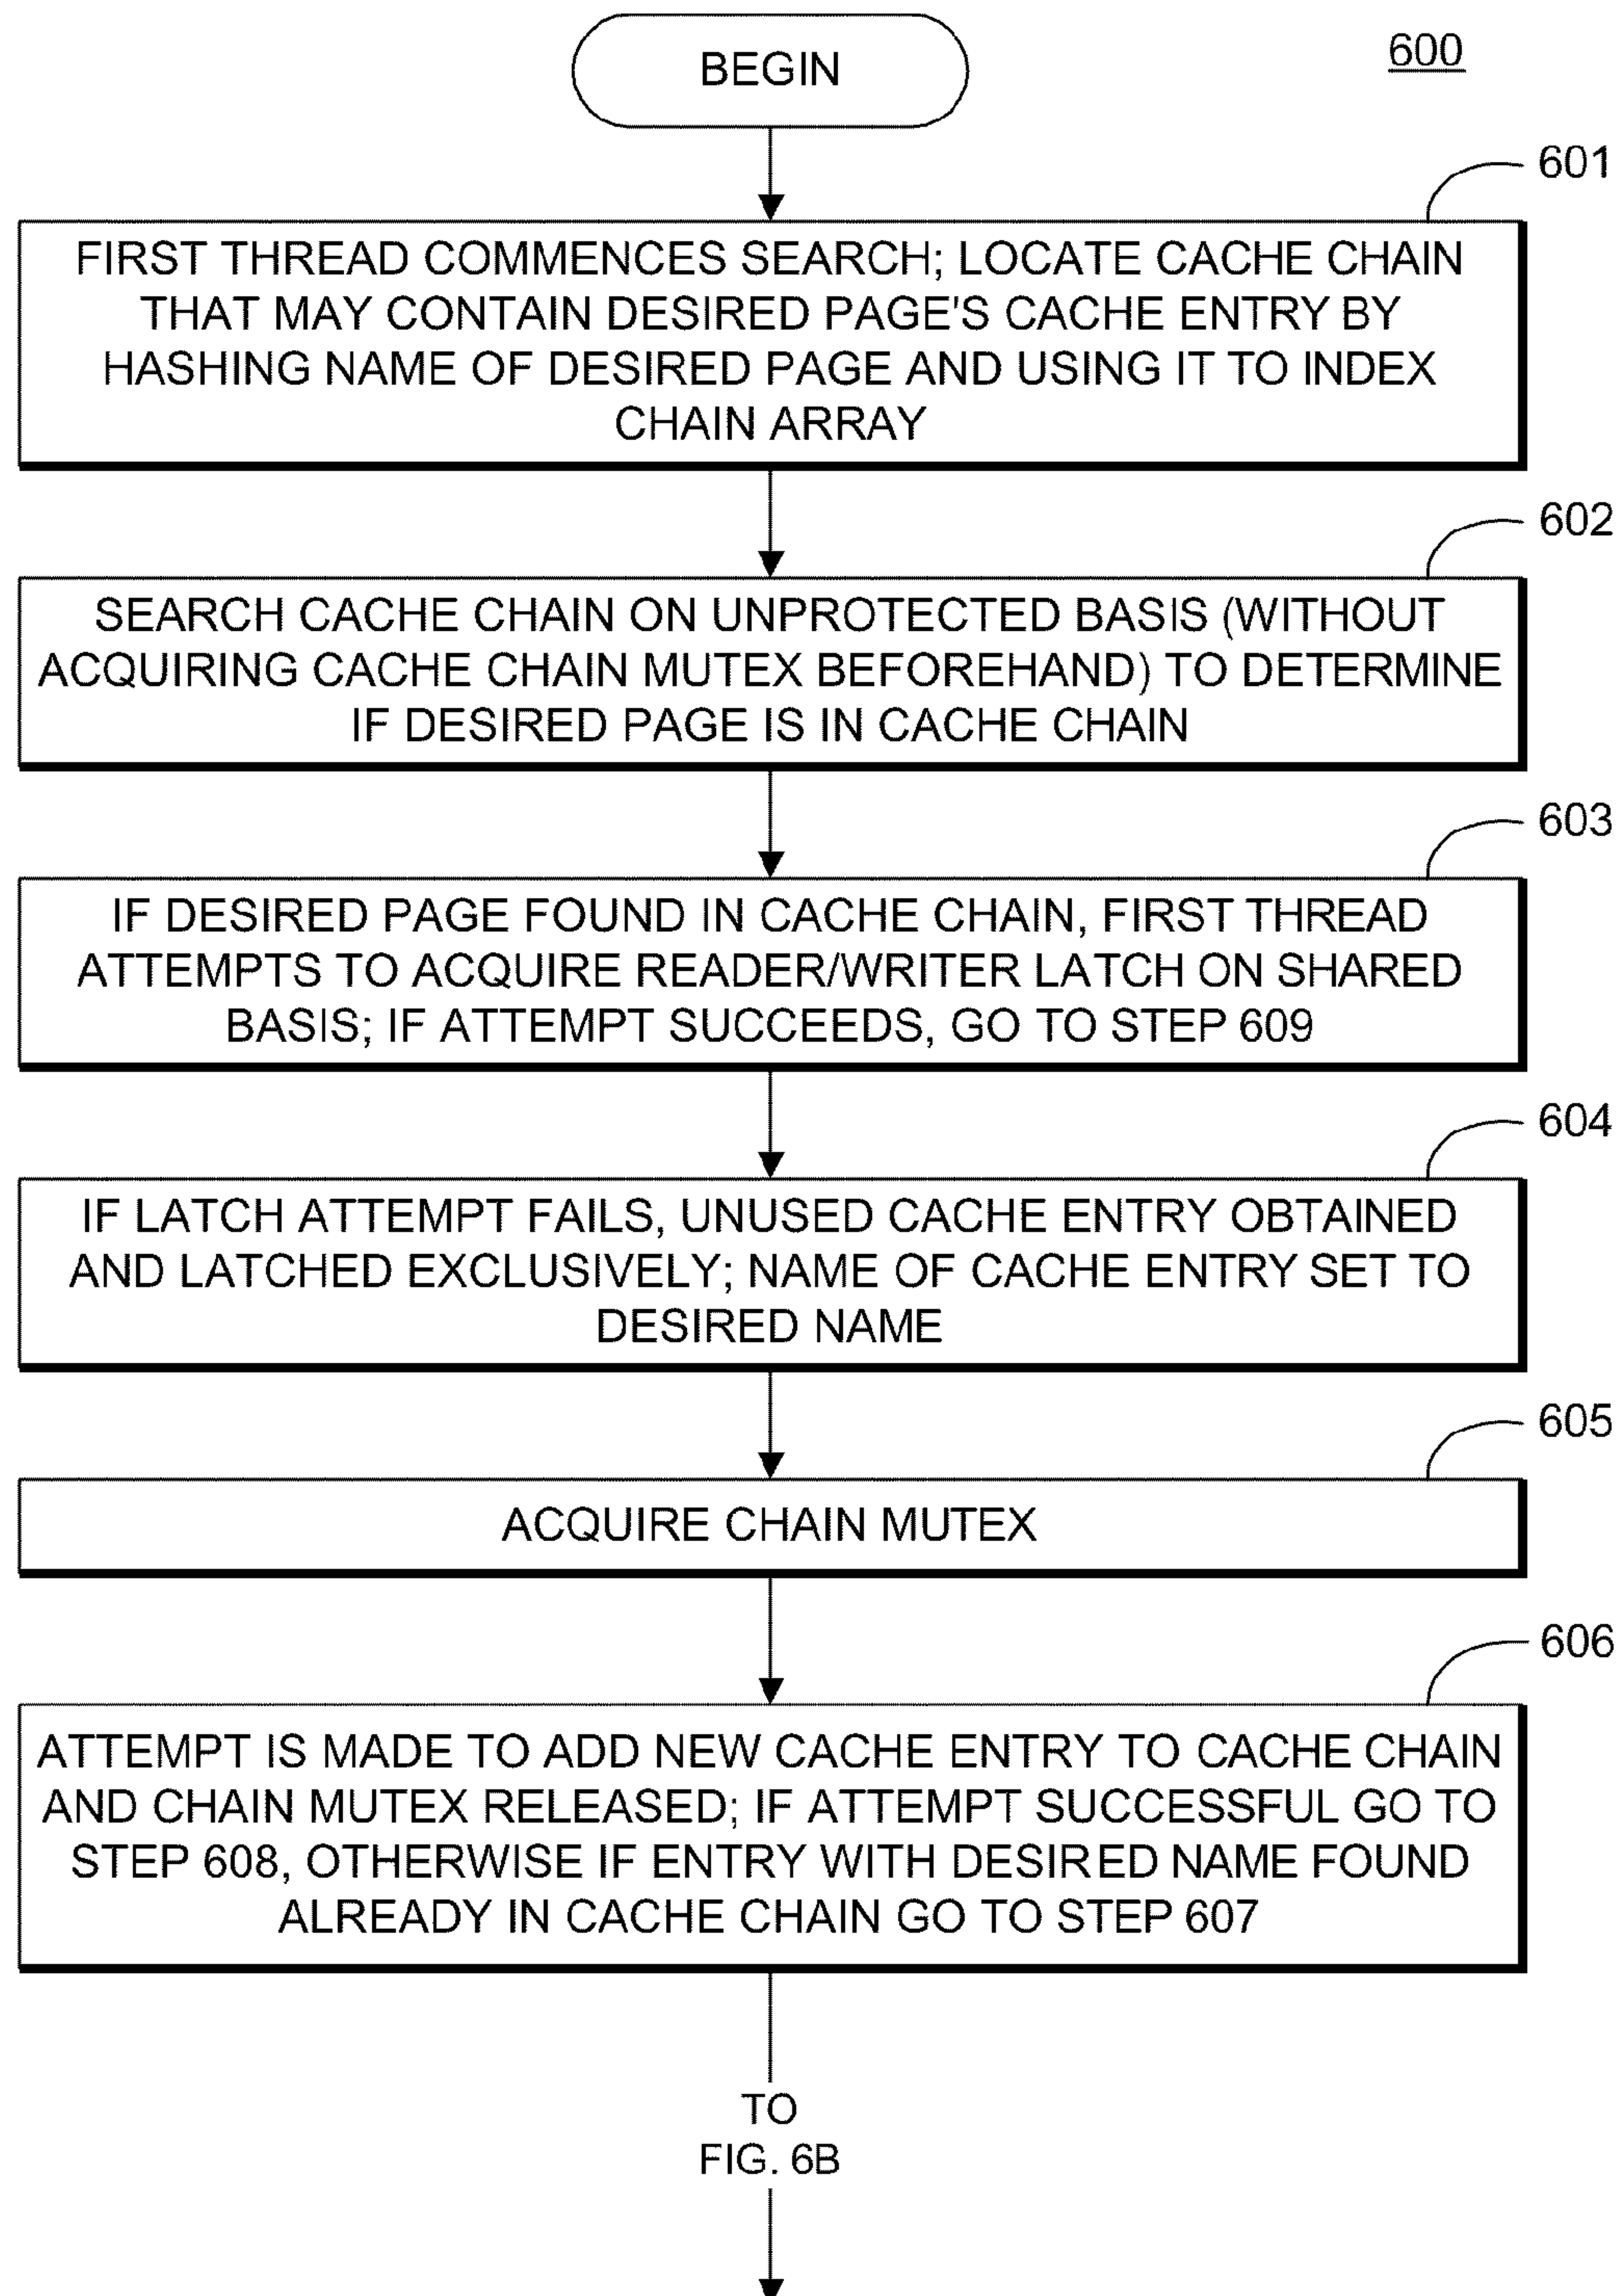 BEGIN
600
601
FIRST THREAD COMMENCES SEARCH; LOCATE CACHE CHAIN
THAT MAY CONTAIN DESIRED PAGE'S CACHE ENTRY BY
HASHING NAME OF DESIRED PAGE AND USING IT TO INDEX
CHAIN ARRAY
602
SEARCH CACHE CHAIN ON UNPROTECTED BASIS (WITHOUT
ACQUIRING CACHE CHAIN MUTEX BEFOREHAND) TO DETERMINE
IF DESIRED PAGE IS IN CACHE CHAIN
603
IF DESIRED PAGE FOUND IN CACHE CHAIN, FIRST THREAD
ATTEMPTS TO ACQUIRE READER/WRITER LATCH ON SHARED
BASIS; IF ATTEMPT SUCCEEDS, GO TO STEP 609
604
IF LATCH ATTEMPT FAILS, UNUSED CACHE ENTRY OBTAINED
AND LATCHED EXCLUSIVELY; NAME OF CACHE ENTRY SET TO
DESIRED NAME
605
ACQUIRE CHAIN MUTEX
606
ATTEMPT IS MADE TO ADD NEW CACHE ENTRY TO CACHE CHAIN
AND CHAIN MUTEX RELEASED; IF ATTEMPT SUCCESSFUL GO TO
STEP 608, OTHERWISE IF ENTRY WITH DESIRED NAME FOUND
ALREADY IN CACHE CHAIN GO TO STEP 607
TO
FIG. 6B